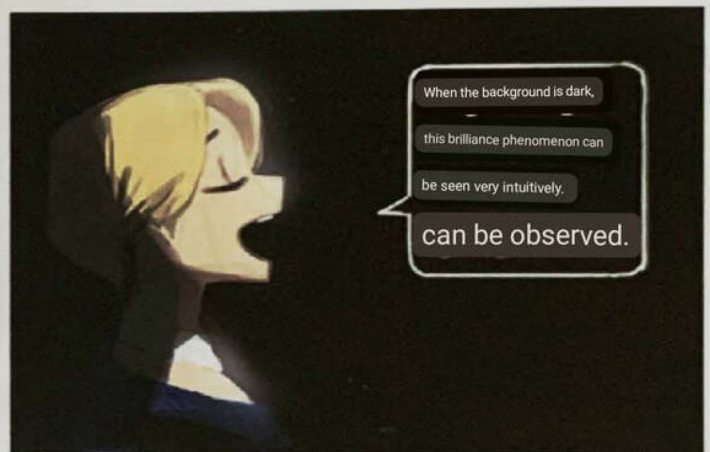 When the background is dark,
this brilliance phenomenon can
be seen very intuitively.
can be observed.